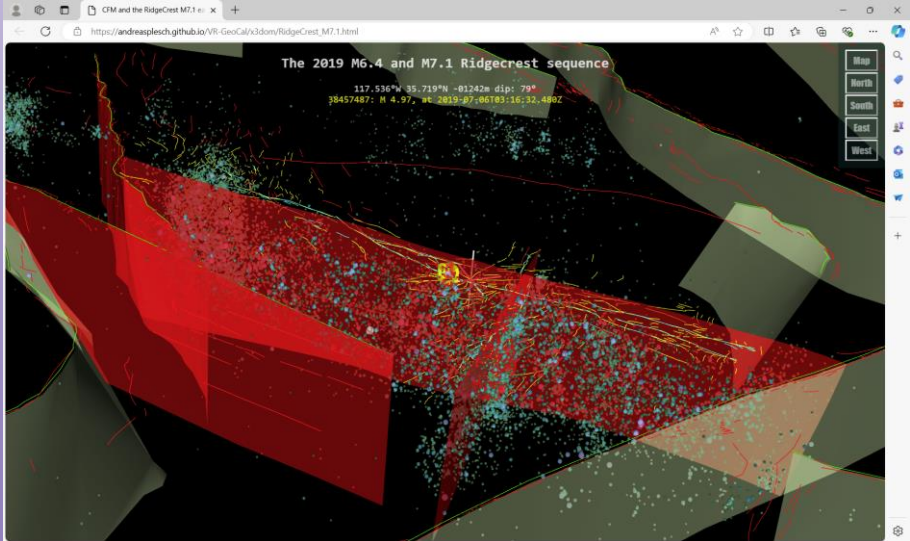 CFM and the RidgeCrest M7.1 ea
https://andreasplesch.github.io/VR-GeoCal/x3dom/RidgeCrest_M7.1.html
The 2019 M6.4 and M7.1 Ridgecrest sequence
117.536°W 35.719°N -01242m dip: 79°
38457487: M 4.97, at 2019-07-06T03:16:32.480Z
Map
North
South
East
West